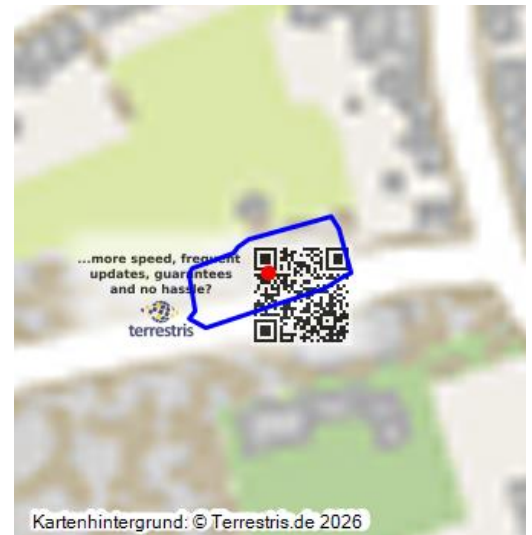 ...more speed, frequent
updates, guarantees
and no hassle?
terrestris
Kartenhintergrund: © Terrestris.de 2026